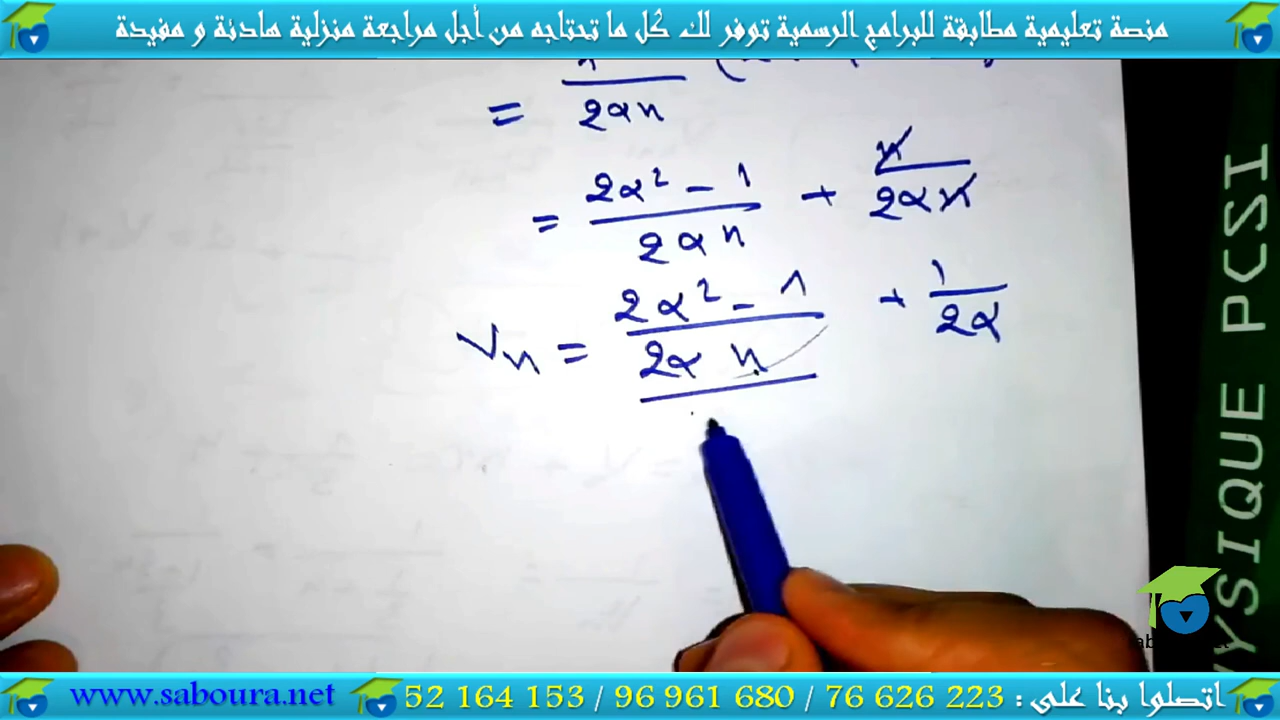 منصة تعليمية مطابقة للبرامج الرسمية توفر لك كل ما تحتاجه من أجل مراجعة منزلية هادئة و مفيدة
= 2αn
= (2α² - 1)/(2αn) + n/(2αn)
Vn = (2α² - 1)/(2αn) + 1/(2α)
YSIQUE PCSI
www.saboura.net 52 164 153 / 96 961 680 / 76 626 223 : اتصلوا بنا على